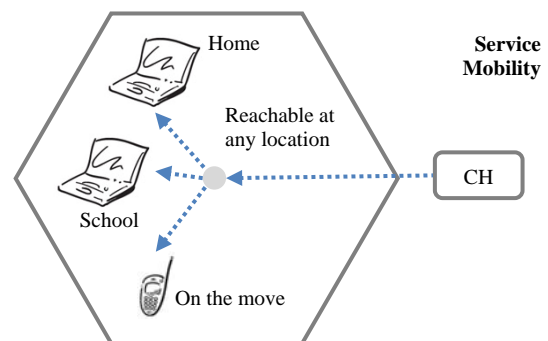 Home
Service
Mobility
Reachable at
any location
CH
School
On the move